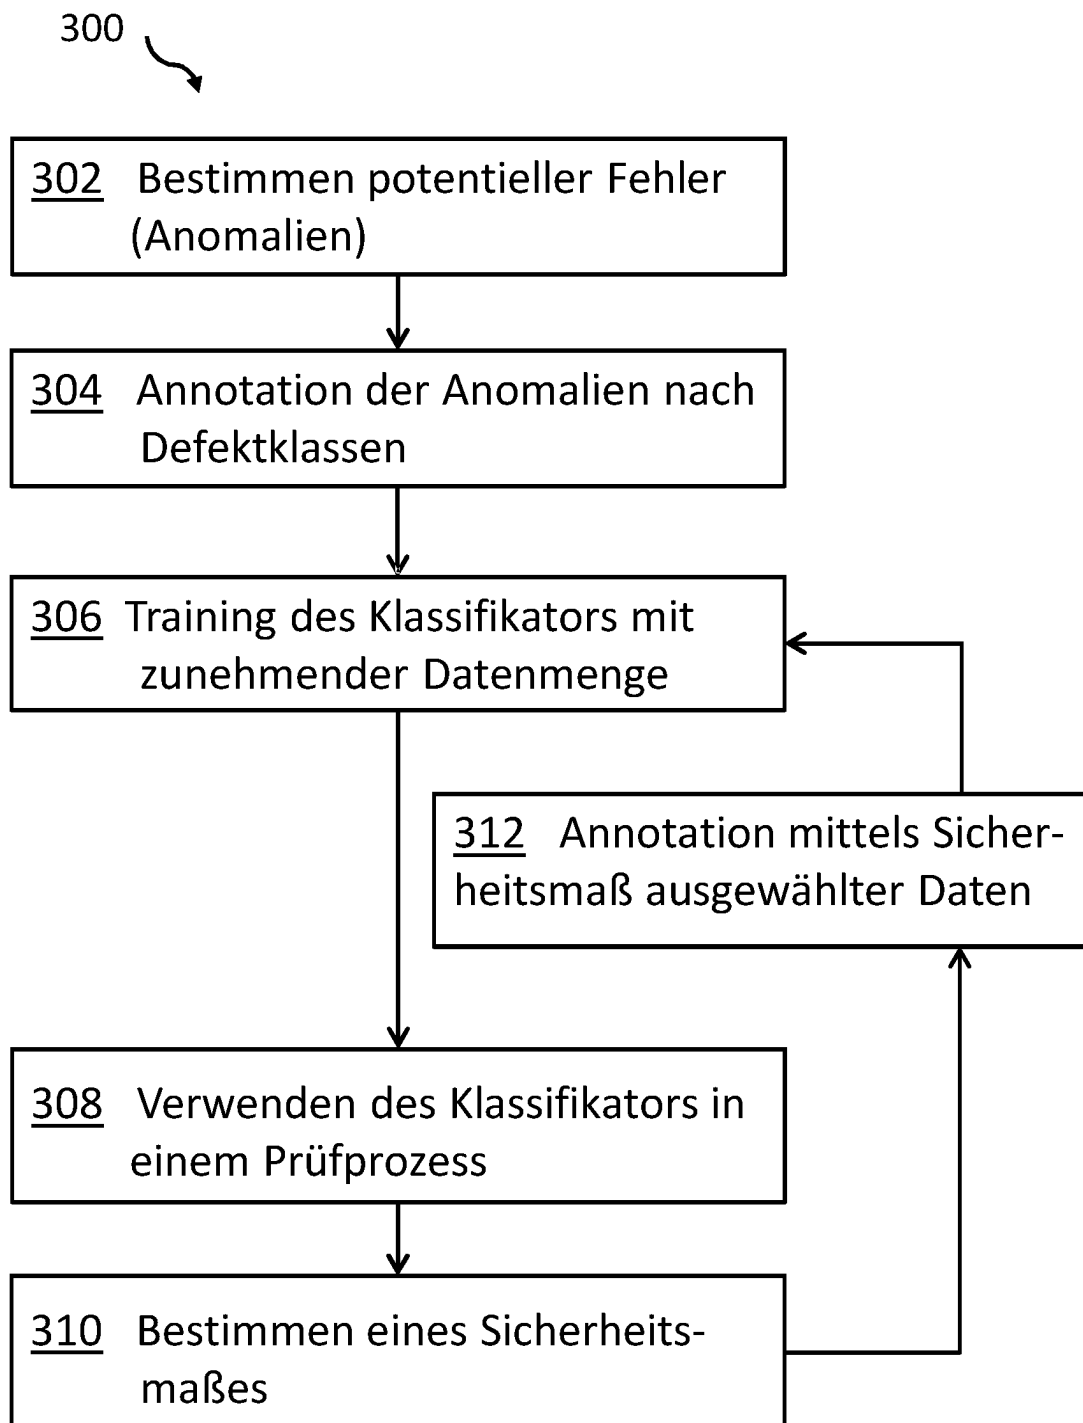 300
302 Bestimmen potentieller Fehler
(Anomalien)
304 Annotation der Anomalien nach
Defektklassen
306 Training des Klassifikators mit
zunehmender Datenmenge
312 Annotation mittels Sicher-
heitsmaß ausgewählter Daten
308 Verwenden des Klassifikators in
einem Prüfprozess
310 Bestimmen eines Sicherheits-
maßes